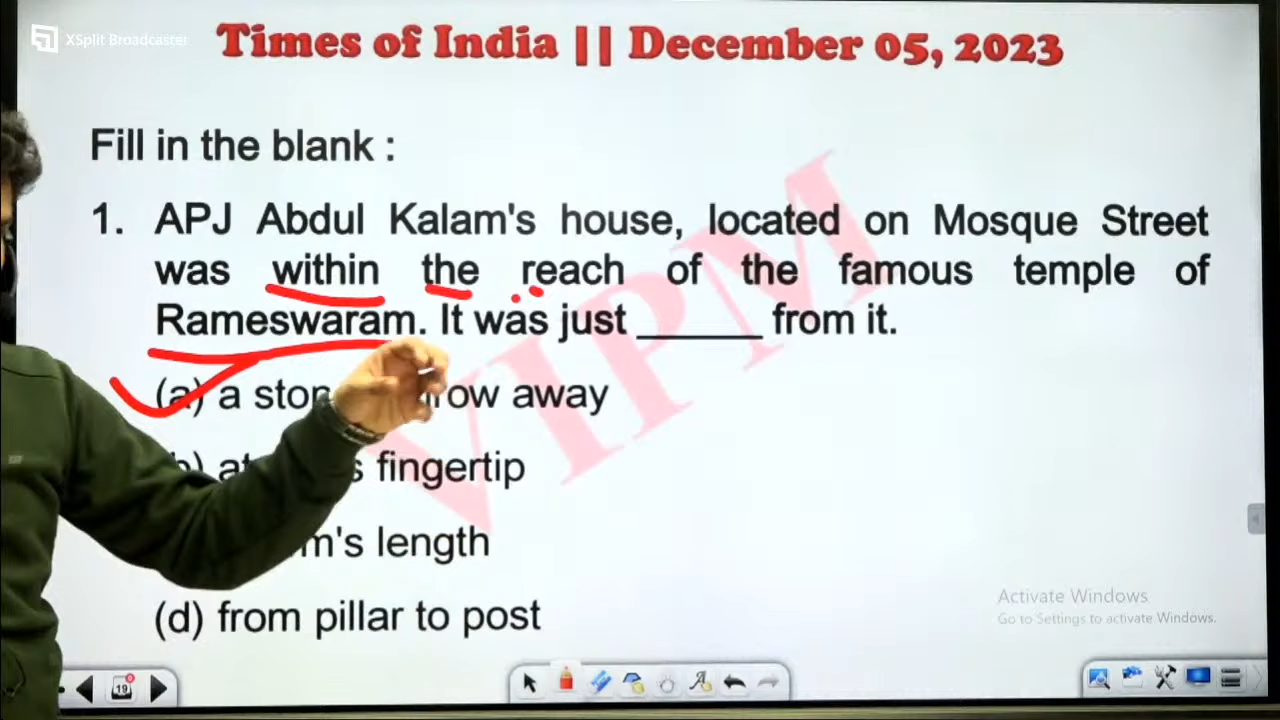 XSplit Broadcaster
Times of India || December 05, 2023
Fill in the blank :
1. APJ Abdul Kalam's house, located on Mosque Street
was within the reach of the famous temple of
Rameswaram. It was just ______ from it.
(a) a stone's throw away
fingertip
length
(d) from pillar to post
VIPM
Activate Windows
Go to Settings to activate Windows.
19